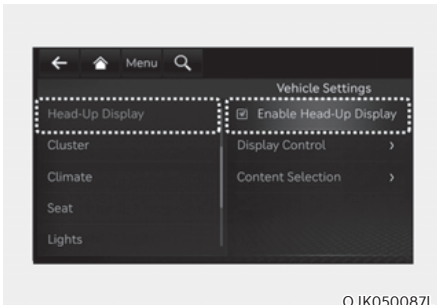 Menu
Vehicle Settings
Head-Up Display
Enable Head-Up Display
Cluster
Display Control
Climate
Content Selection
Seat
Lights
OJK050087L